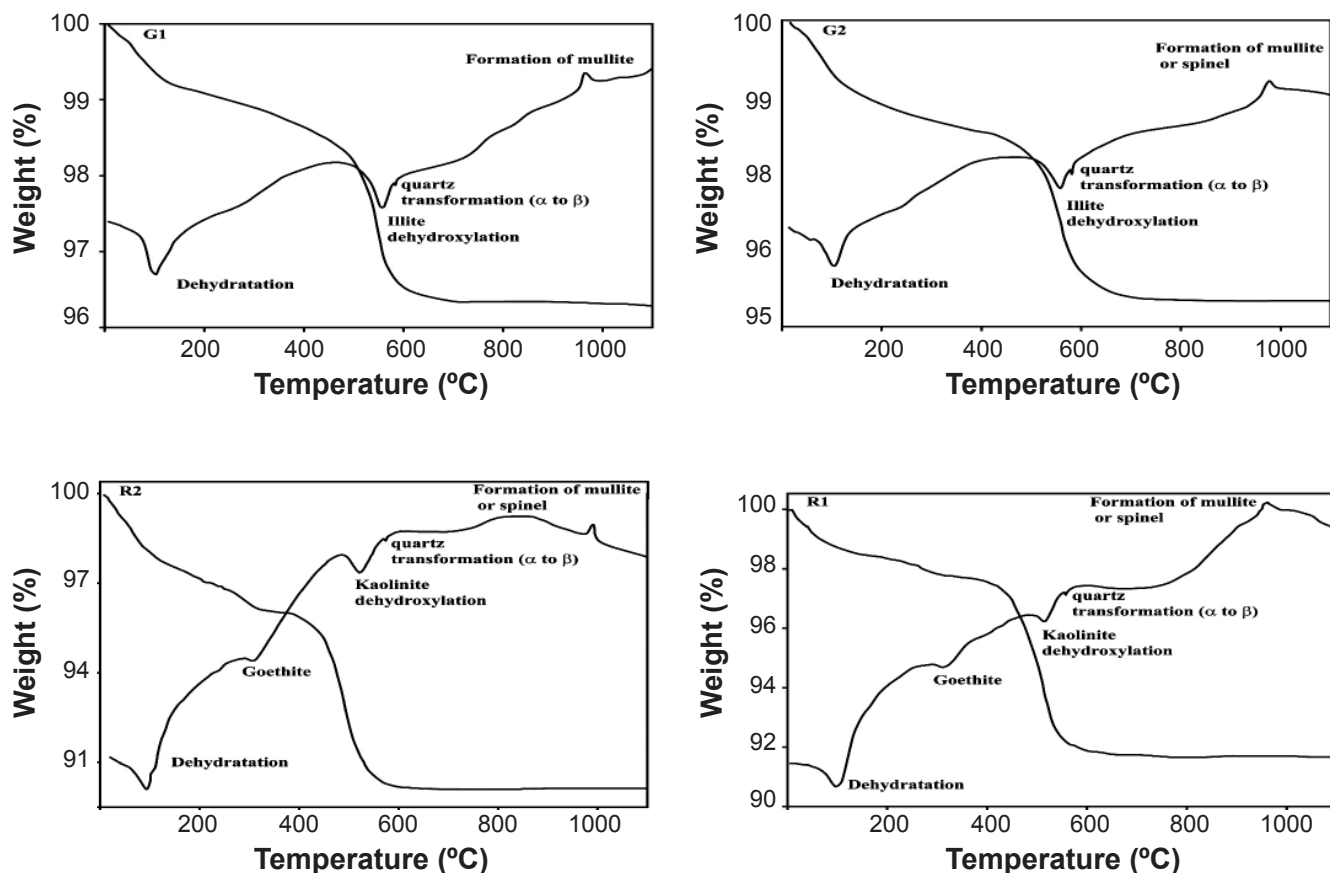 G1
Weight (%)
100
99
98
97
96
Formation of mullite
quartz
transformation (α to β)
Illite
dehydroxylation
Dehydratation
200 400 600 800 1000
Temperature (ºC)
G2
Weight (%)
100
99
98
96
95
Formation of mullite
or spinel
quartz
transformation (α to β)
Illite
dehydroxylation
Dehydratation
200 400 600 800 1000
Temperature (ºC)
R2
Weight (%)
100
97
94
91
Formation of mullite
or spinel
quartz
transformation (α to β)
Kaolinite
dehydroxylation
Goethite
Dehydratation
200 400 600 800 1000
Temperature (ºC)
R1
Weight (%)
100
98
96
94
92
90
Formation of mullite
or spinel
quartz
transformation (α to β)
Kaolinite
dehydroxylation
Goethite
Dehydratation
200 400 600 800 1000
Temperature (ºC)